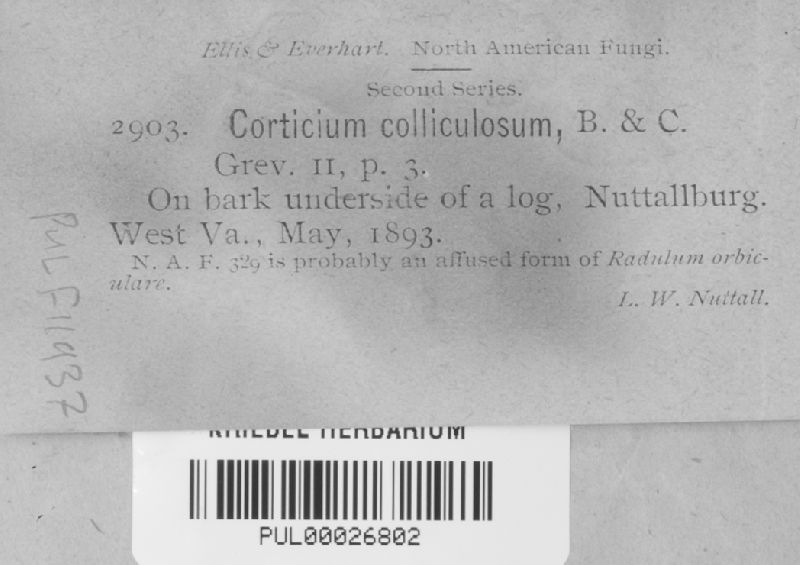 Ellis & Everhart. North American Fungi.
Second Series.
2903. Corticium colliculosum, B. & C.
Grev. II, p. 3.
On bark underside of a log, Nuttallburg.
West Va., May, 1893.
N. A. F. 329 is probably an affused form of Radulum orbic-
ulare.
L. W. Nuttall.
PUL F11937
KRIEBEL HERBARIUM
PUL00026802